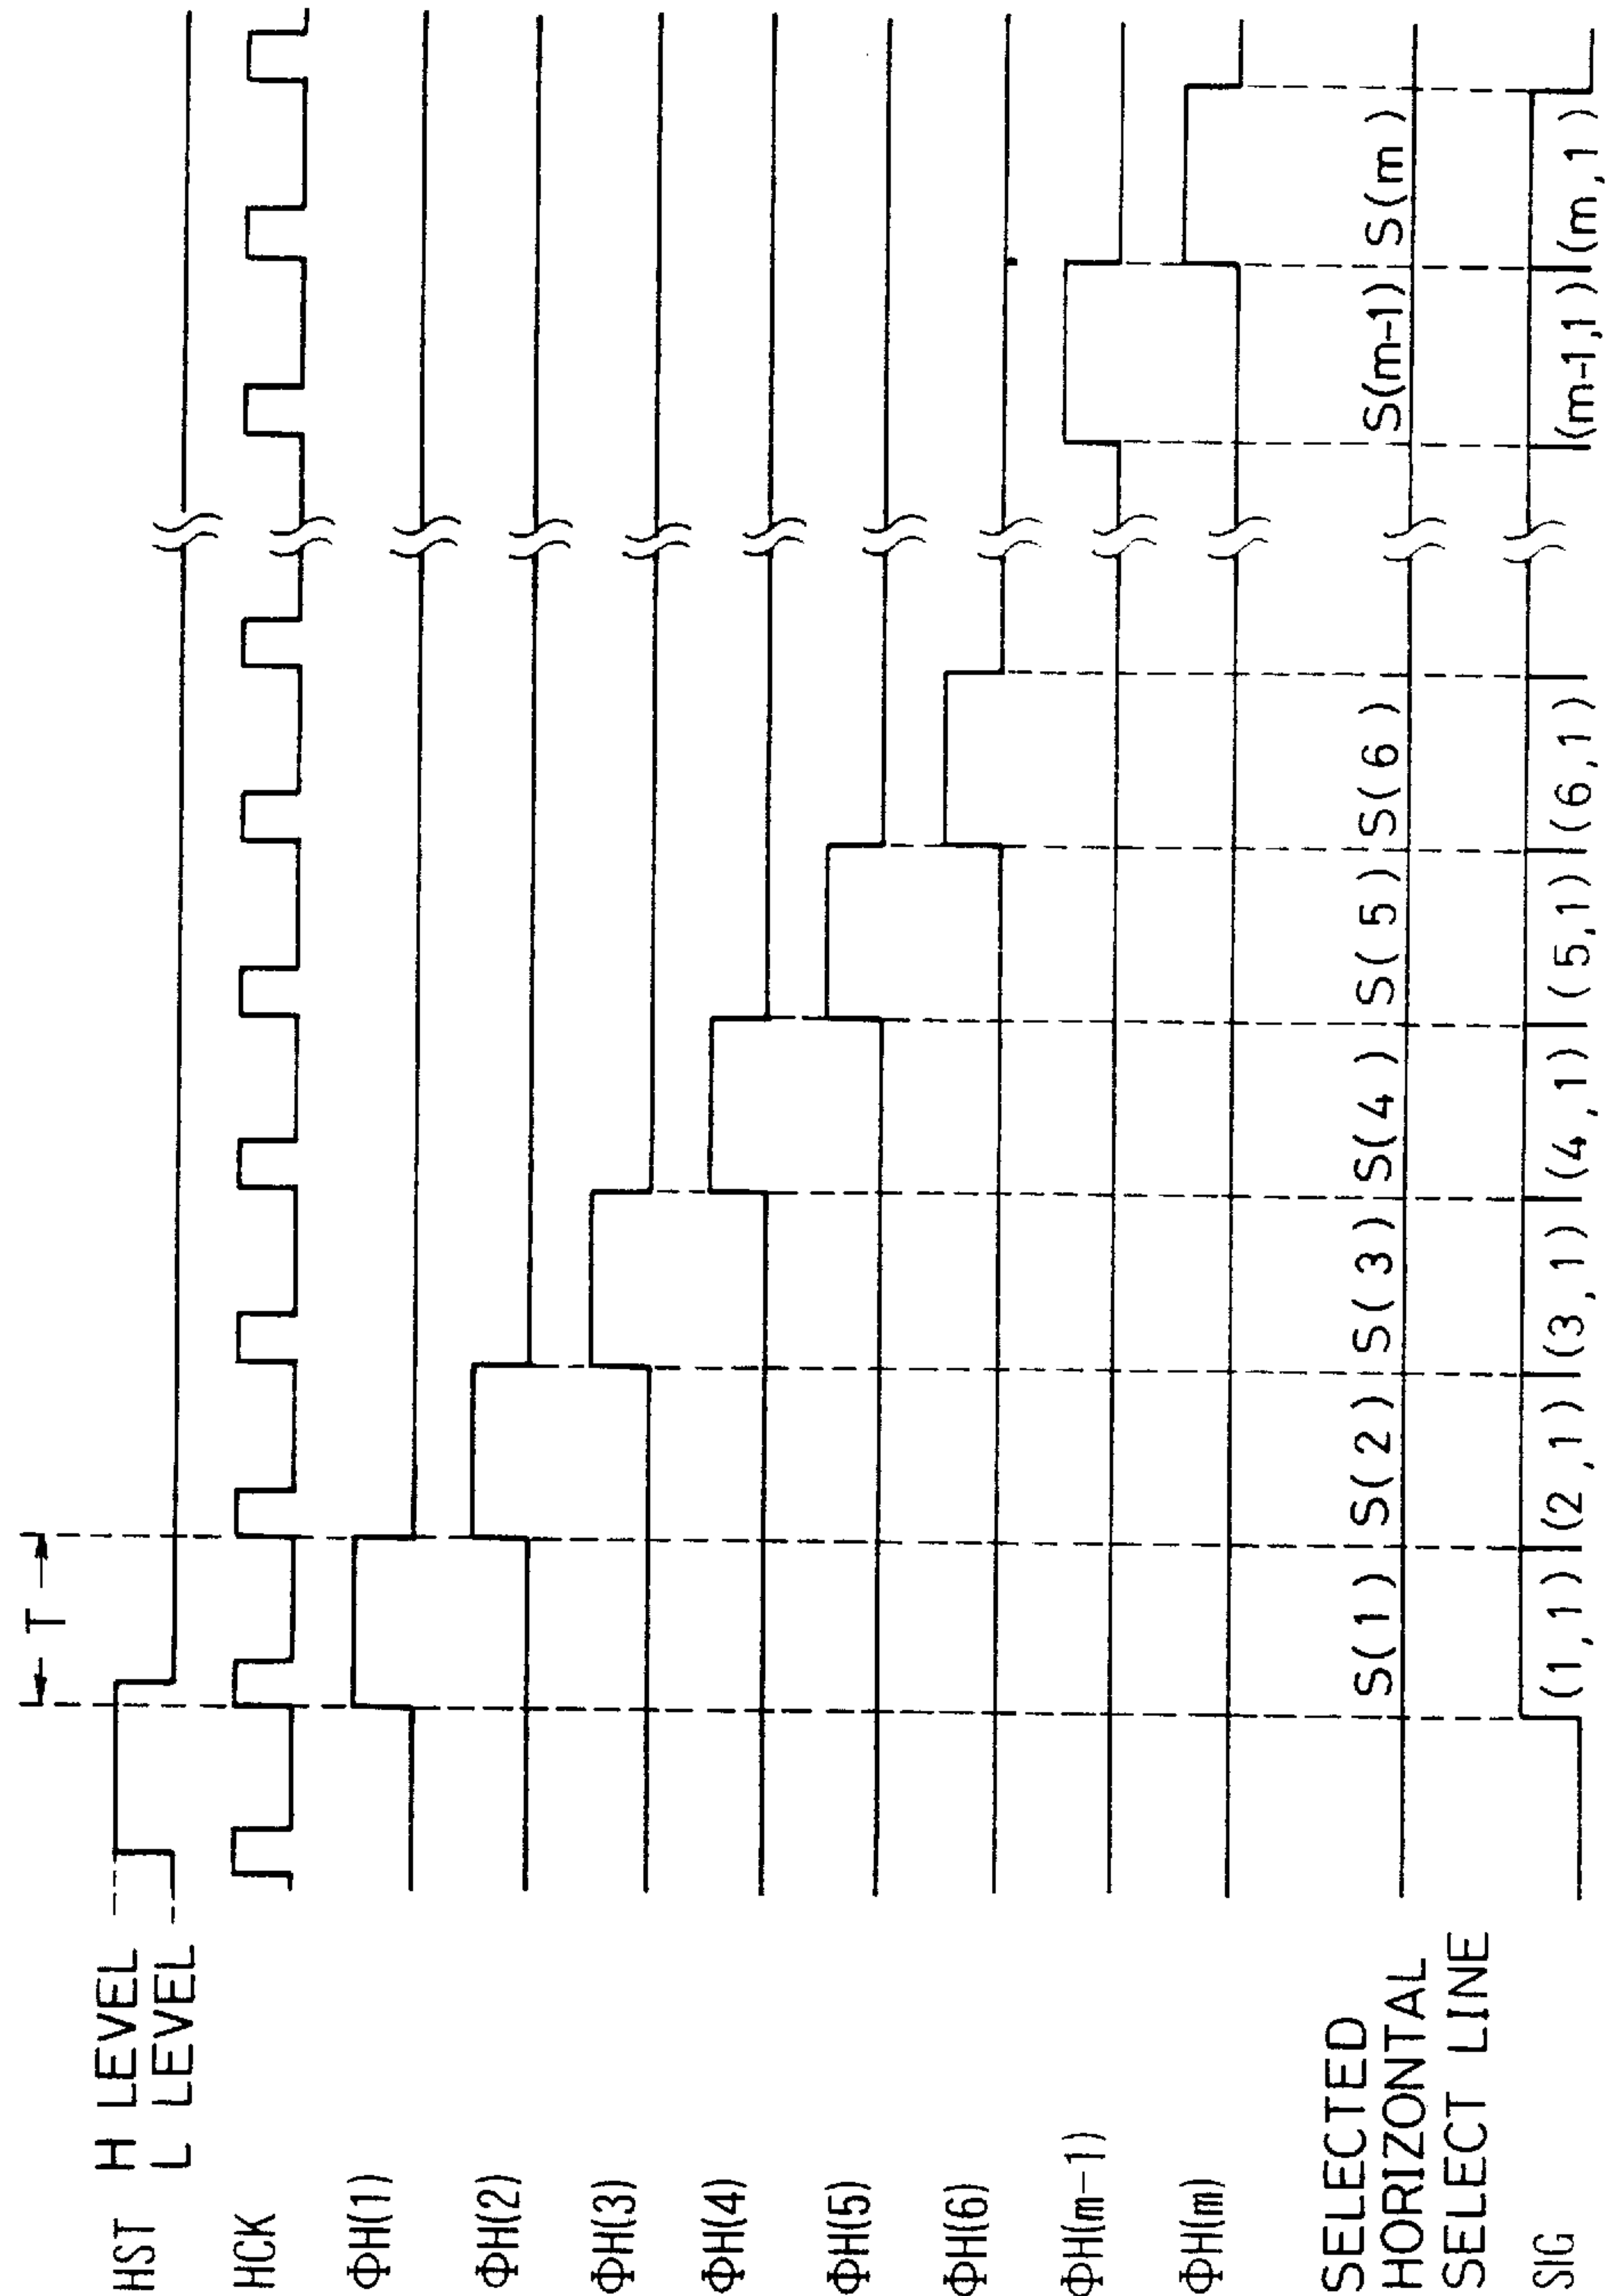 T
HST H LEVEL
L LEVEL
HCK
ΦH(1)
ΦH(2)
ΦH(3)
ΦH(4)
ΦH(5)
ΦH(6)
ΦH(m-1)
ΦH(m)
SELECTED
HORIZONTAL
SELECT LINE
S(1) S(2) S(3) S(4) S(5) S(6) S(m-1) S(m)
SIG (1,1) (2,1) (3,1) (4,1) (5,1) (6,1) (m-1,1) (m,1)